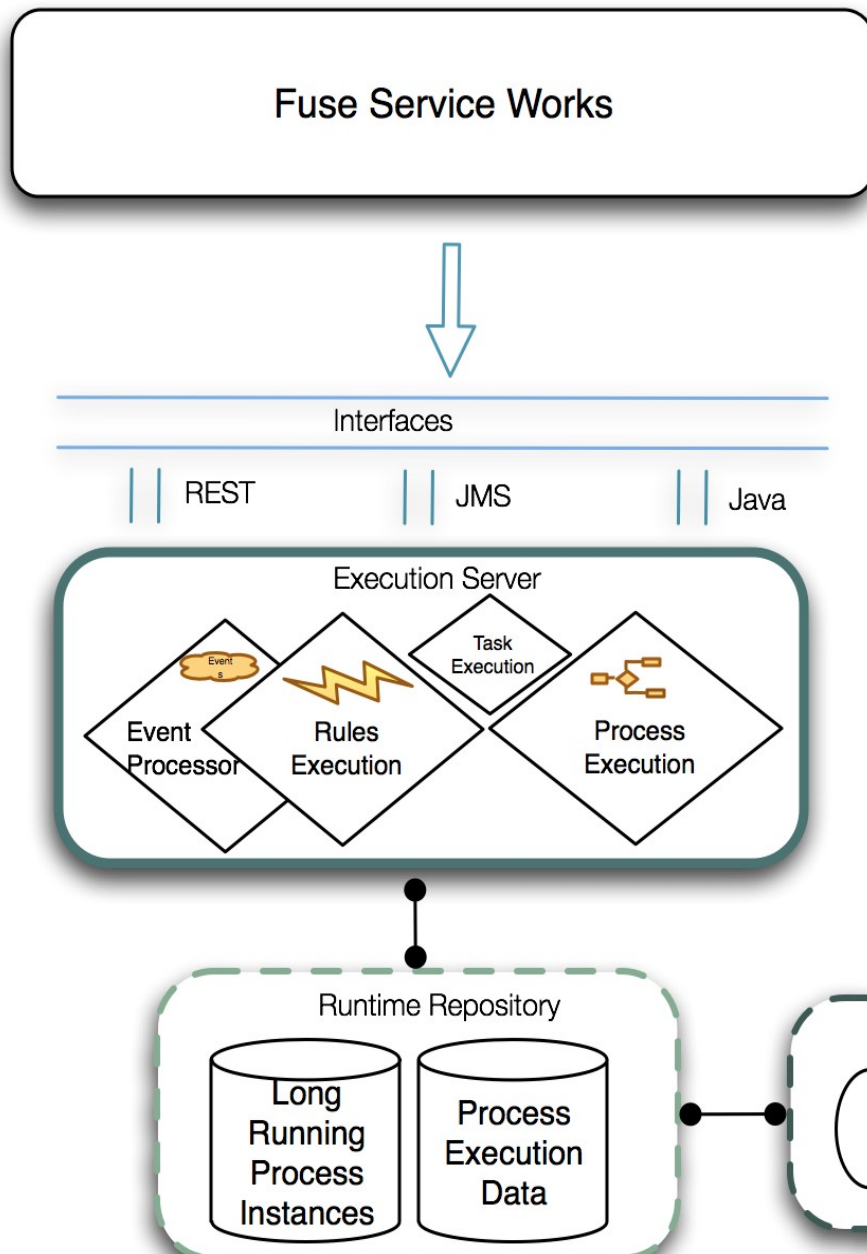 Fuse Service Works
Interfaces
REST
JMS
Java
Execution Server
Event
s
Event
Processor
Rules
Execution
Task
Execution
Process
Execution
Runtime Repository
Long
Running
Process
Instances
Process
Execution
Data